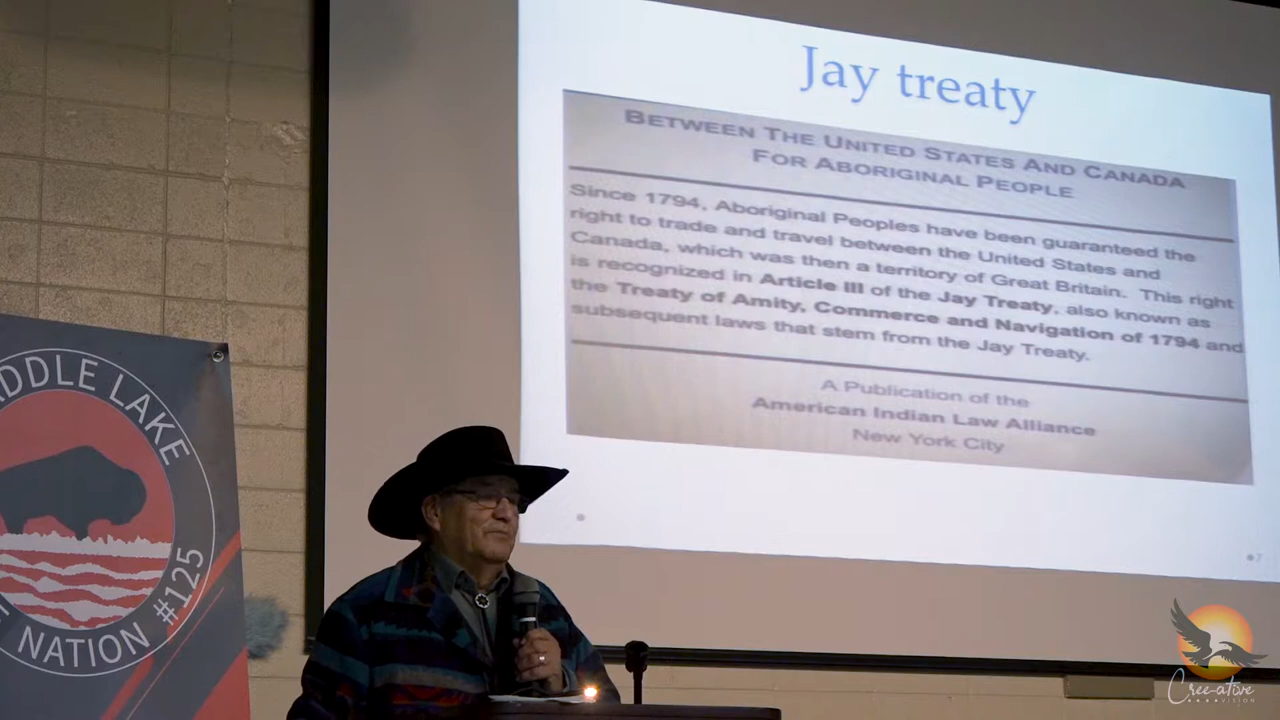 Jay treaty
BETWEEN THE UNITED STATES AND CANADA
FOR ABORIGINAL PEOPLE
Since 1794, Aboriginal Peoples have been guaranteed the
right to trade and travel between the United States and
Canada, which was then a territory of Great Britain. This right
is recognized in Article III of the Jay Treaty, also known as
the Treaty of Amity, Commerce and Navigation of 1794 and
subsequent laws that stem from the Jay Treaty.
A Publication of the
American Indian Law Alliance
New York City
7
DDLE LAKE
NATION #125
Cree-ative
VISION